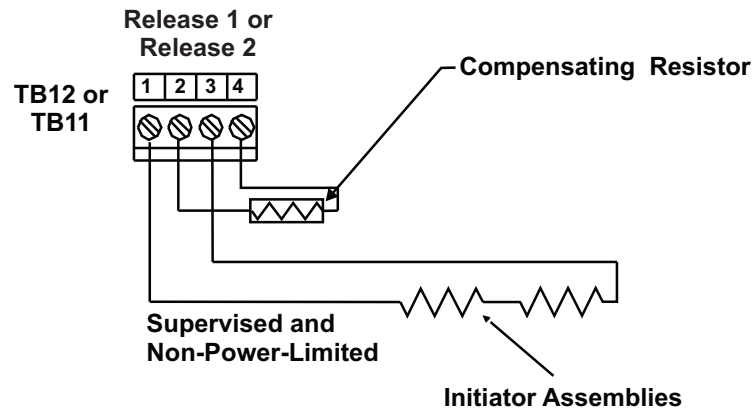 Release 1 or
Release 2
Compensating Resistor
TB12 or
TB11
1 2 3 4
Supervised and
Non-Power-Limited
Initiator Assemblies